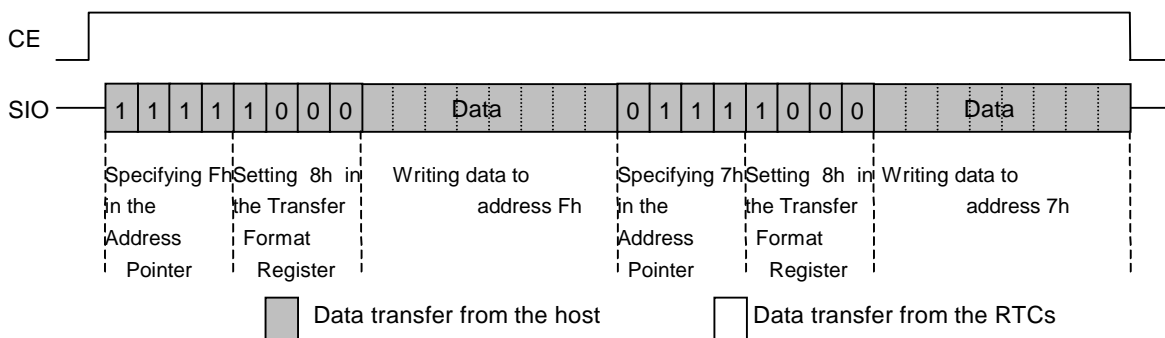 CE
SIO 1 1 1 1 1 0 0 0 Data 0 1 1 1 1 0 0 0 Data
Specifying Fh Setting 8h in Writing data to Specifying 7h Setting 8h in Writing data to
in the the Transfer address Fh in the the Transfer address 7h
Address Format Address Format
Pointer Register Pointer Register
Data transfer from the host Data transfer from the RTCs